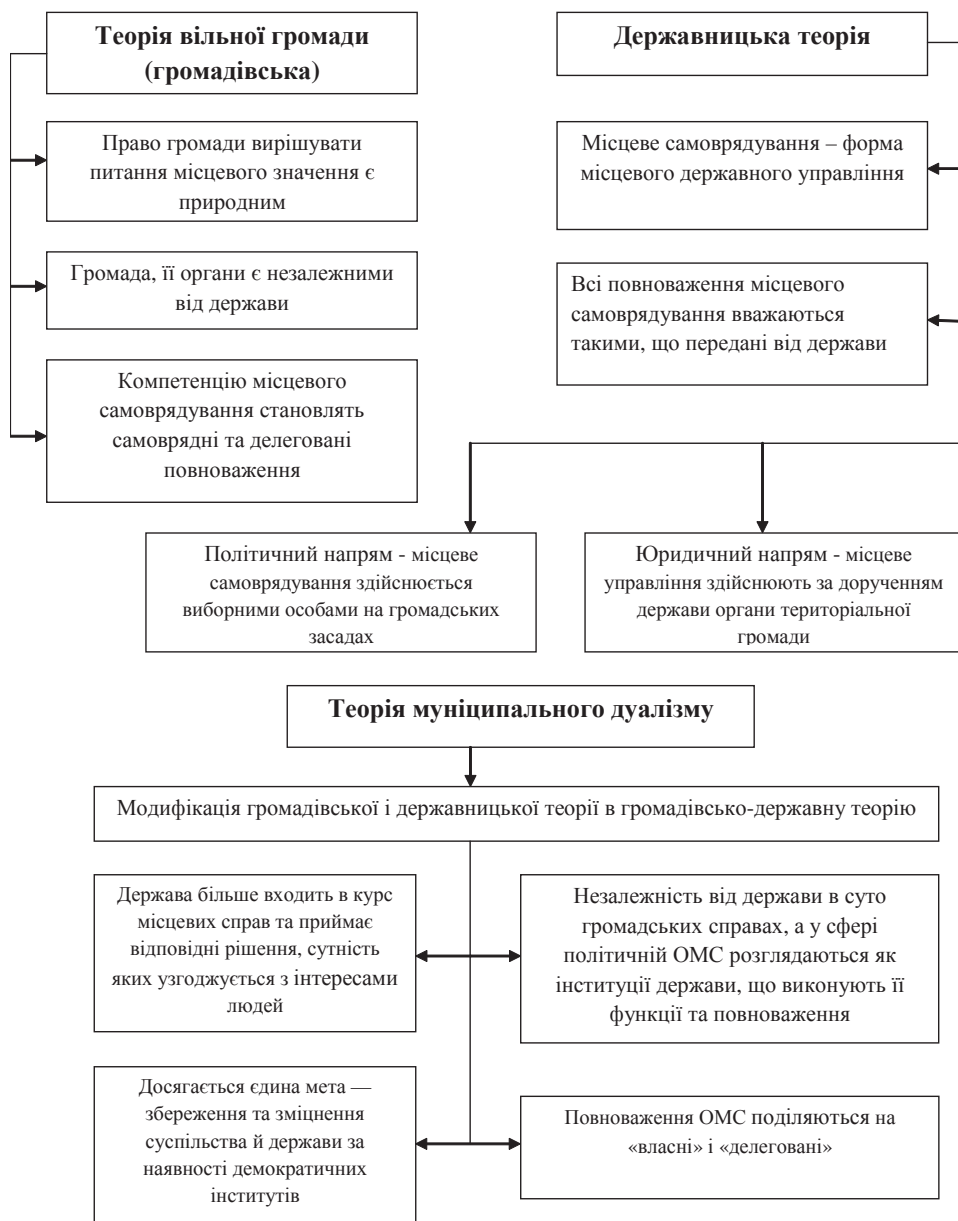 Теорія вільної громади
(громадівська)
Право громади вирішувати
питання місцевого значення є
природним
Громада, її органи є незалежними
від держави
Компетенцію місцевого
самоврядування становлять
самоврядні та делеговані
повноваження
Державницька теорія
Місцеве самоврядування – форма
місцевого державного управління
Всі повноваження місцевого
самоврядування вважаються
такими, що передані від держави
Політичний напрям - місцеве
самоврядування здійснюється
виборними особами на громадських
засадах
Юридичний напрям - місцеве
управління здійснюють за дорученням
держави органи територіальної
громади
Теорія муніципального дуалізму
Модифікація громадівської і державницької теорії в громадівсько-державну теорію
Держава більше входить в курс
місцевих справ та приймає
відповідні рішення, сутність
яких узгоджується з інтересами
людей
Незалежність від держави в суто
громадських справах, а у сфері
політичній ОМС розглядаються як
інституції держави, що виконують її
функції та повноваження
Досягається єдина мета —
збереження та зміцнення
суспільства й держави за
наявності демократичних
інститутів
Повноваження ОМС поділяються на
«власні» і «делеговані»